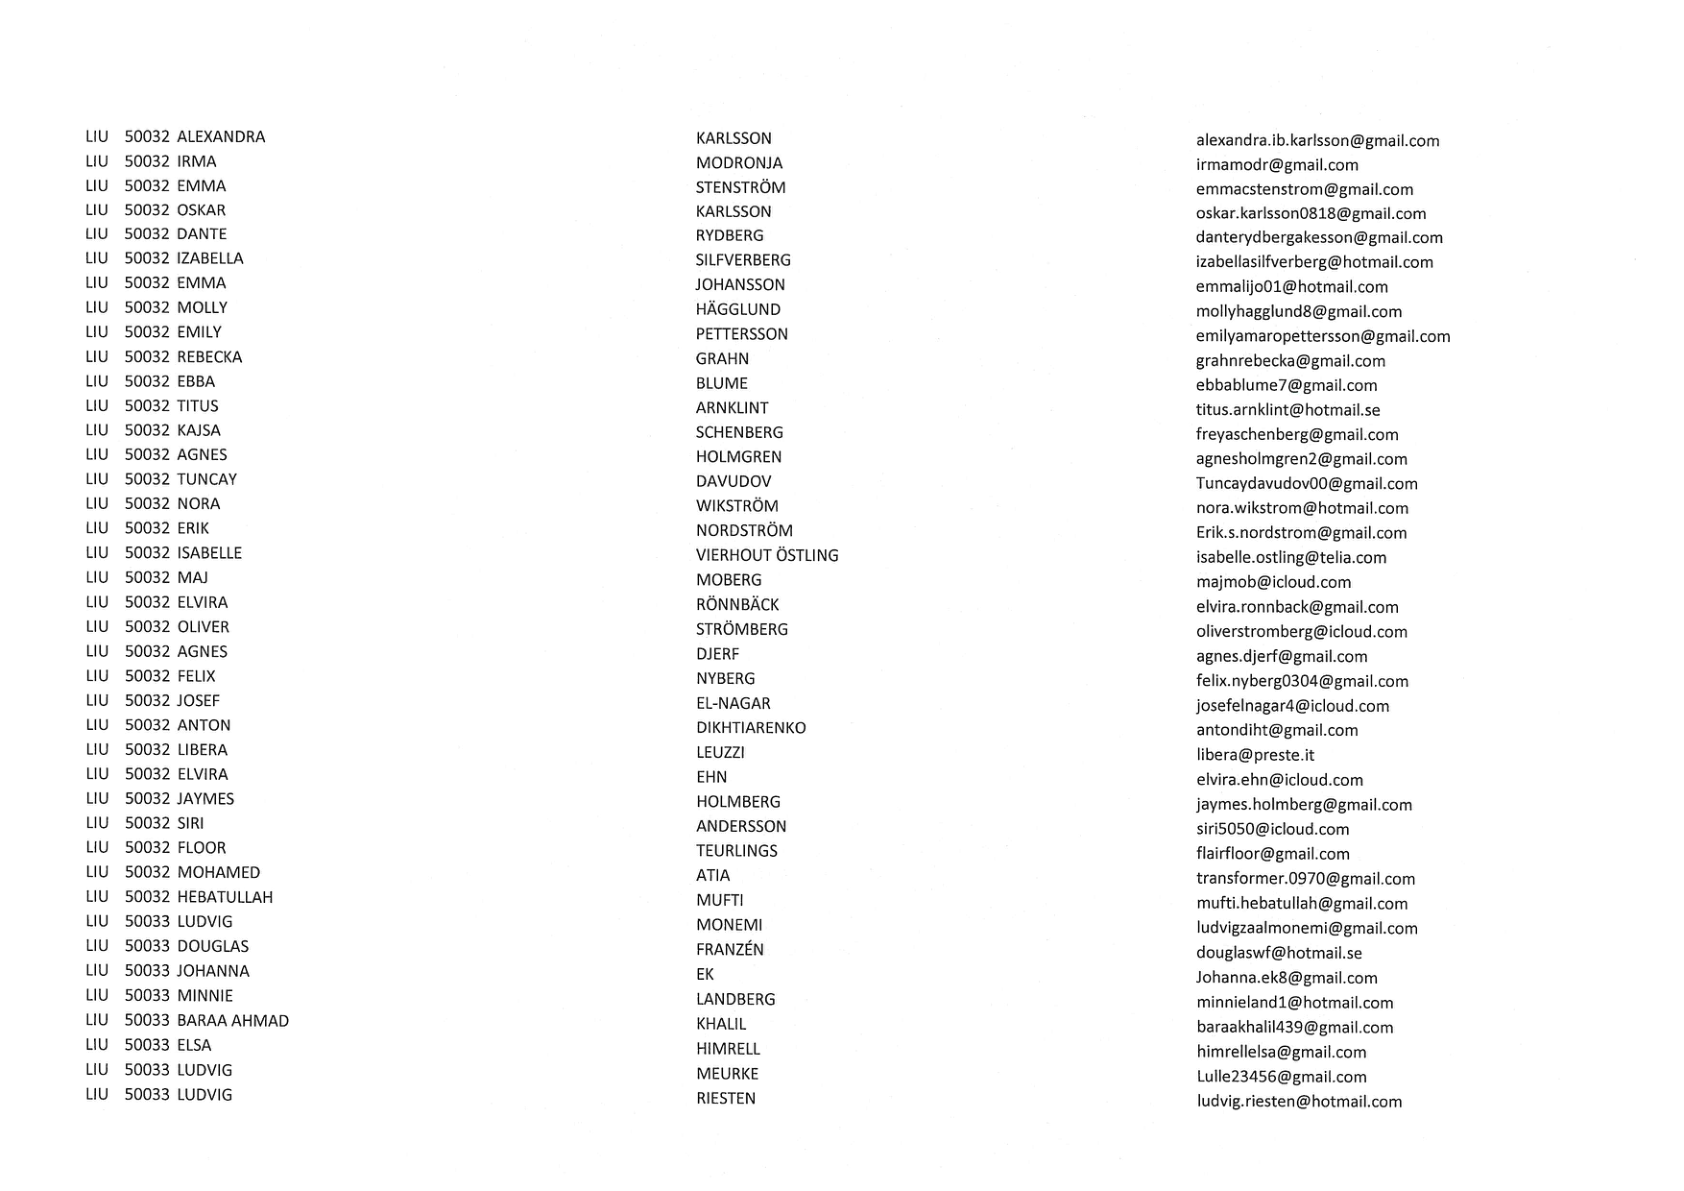 LIU 50032 ALEXANDRA KARLSSON alexandra.ib.karlsson@gmail.com
LIU 50032 IRMA MODRONJA irmamodr@gmail.com
LIU 50032 EMMA STENSTRÖM emmacstenstrom@gmail.com
LIU 50032 OSKAR KARLSSON oskar.karlsson0818@gmail.com
LIU 50032 DANTE RYDBERG danterydbergakesson@gmail.com
LIU 50032 IZABELLA SILFVERBERG izabellasilfverberg@hotmail.com
LIU 50032 EMMA JOHANSSON emmalijo01@hotmail.com
LIU 50032 MOLLY HÄGGLUND mollyhagglund8@gmail.com
LIU 50032 EMILY PETTERSSON emilyamaropettersson@gmail.com
LIU 50032 REBECKA GRAHN grahnrebecka@gmail.com
LIU 50032 EBBA BLUME ebbablume7@gmail.com
LIU 50032 TITUS ARNKLINT titus.arnklint@hotmail.se
LIU 50032 KAJSA SCHENBERG freyaschenberg@gmail.com
LIU 50032 AGNES HOLMGREN agnesholmgren2@gmail.com
LIU 50032 TUNCAY DAVUDOV Tuncaydavudov00@gmail.com
LIU 50032 NORA WIKSTRÖM nora.wikstrom@hotmail.com
LIU 50032 ERIK NORDSTRÖM Erik.s.nordstrom@gmail.com
LIU 50032 ISABELLE VIERHOUT ÖSTLING isabelle.ostling@telia.com
LIU 50032 MAJ MOBERG majmob@icloud.com
LIU 50032 ELVIRA RÖNNBÄCK elvira.ronnback@gmail.com
LIU 50032 OLIVER STRÖMBERG oliverstromberg@icloud.com
LIU 50032 AGNES DJERF agnes.djerf@gmail.com
LIU 50032 FELIX NYBERG felix.nyberg0304@gmail.com
LIU 50032 JOSEF EL-NAGAR josefelnagar4@icloud.com
LIU 50032 ANTON DIKHTIARENKO antondiht@gmail.com
LIU 50032 LIBERA LEUZZI libera@preste.it
LIU 50032 ELVIRA EHN elvira.ehn@icloud.com
LIU 50032 JAYMES HOLMBERG jaymes.holmberg@gmail.com
LIU 50032 SIRI ANDERSSON siri5050@icloud.com
LIU 50032 FLOOR TEURLINGS flairfloor@gmail.com
LIU 50032 MOHAMED ATIA transformer.0970@gmail.com
LIU 50032 HEBATULLAH MUFTI mufti.hebatullah@gmail.com
LIU 50033 LUDVIG MONEMI ludvigzaalmonemi@gmail.com
LIU 50033 DOUGLAS FRANZÉN douglaswf@hotmail.se
LIU 50033 JOHANNA EK Johanna.ek8@gmail.com
LIU 50033 MINNIE LANDBERG minnieland1@hotmail.com
LIU 50033 BARAA AHMAD KHALIL baraakhalil439@gmail.com
LIU 50033 ELSA HIMRELL himrellelsa@gmail.com
LIU 50033 LUDVIG MEURKE Lulle23456@gmail.com
LIU 50033 LUDVIG RIESTEN ludvig.riesten@hotmail.com